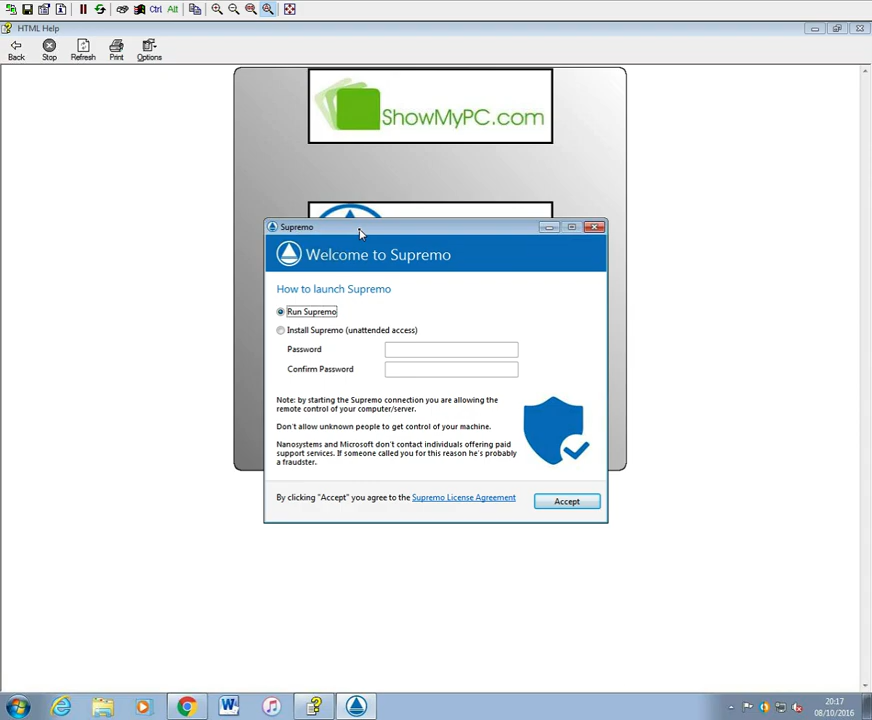 Ctrl Alt
HTML Help
Back Stop Refresh Print Options
ShowMyPC.com
Supremo
Welcome to Supremo
How to launch Supremo
Run Supremo
Install Supremo (unattended access)
Password
Confirm Password
Note: by starting the Supremo connection you are allowing the
remote control of your computer/server.
Don't allow unknown people to get control of your machine.
Nanosystems and Microsoft don't contact individuals offering paid
support services. If someone called you for this reason he's probably
a fraudster.
By clicking "Accept" you agree to the Supremo License Agreement
Accept
20:17
08/10/2016